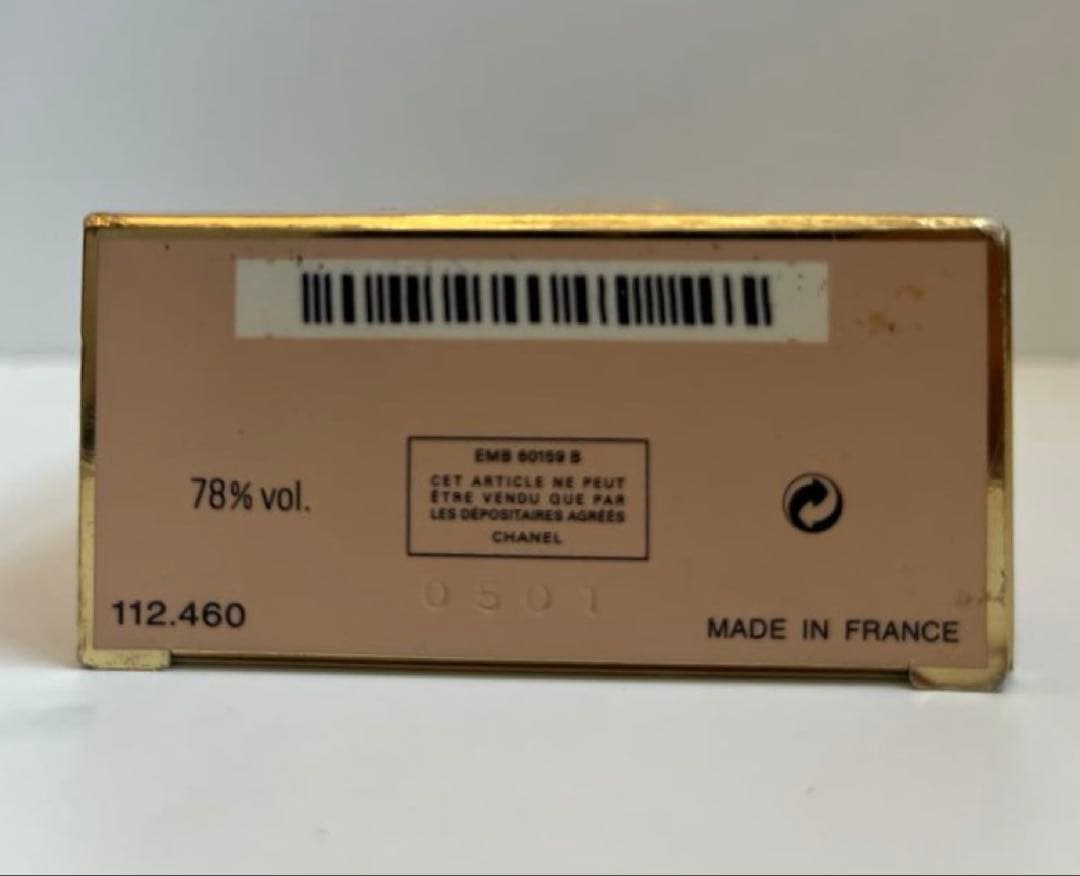 EMB 60159 B
CET ARTICLE NE PEUT
ÊTRE VENDU QUE PAR
LES DÉPOSITAIRES AGRÉÉS
CHANEL
78% vol.
0501
112.460
MADE IN FRANCE